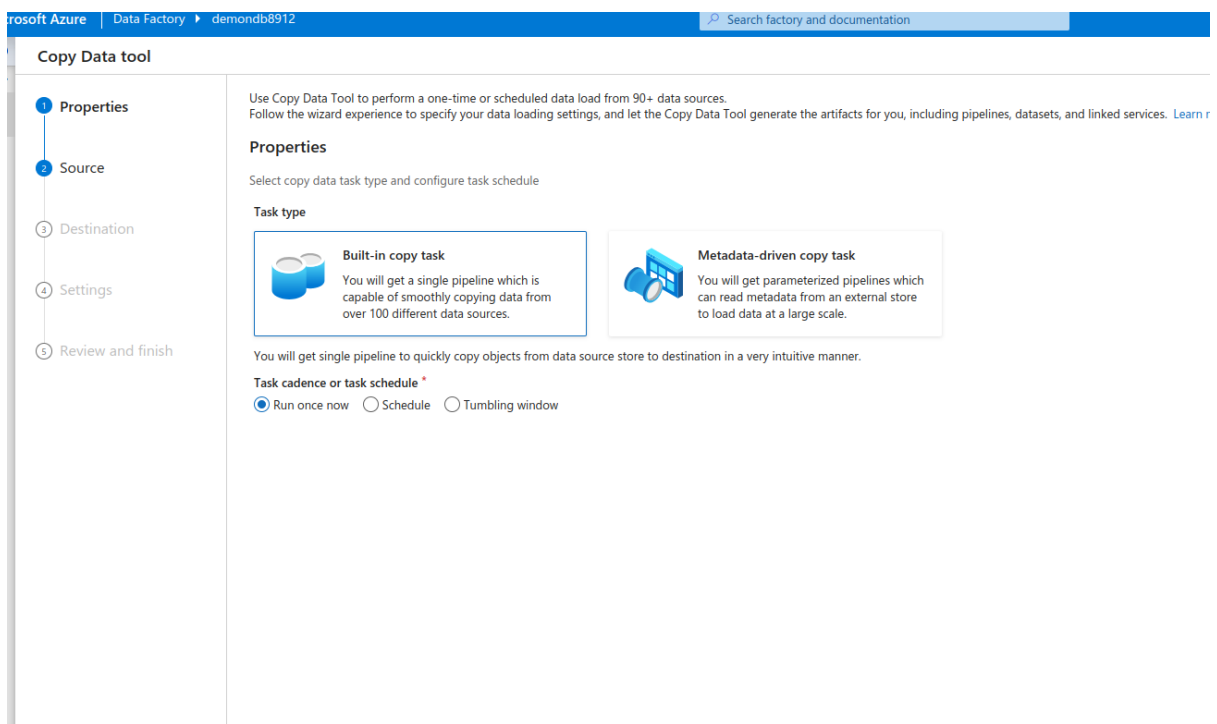 Azure | Data Factory ▸ demondb8912
Search factory and documentation
Copy Data tool
1 Properties
2 Source
3 Destination
4 Settings
5 Review and finish
Use Copy Data Tool to perform a one-time or scheduled data load from 90+ data sources.
Follow the wizard experience to specify your data loading settings, and let the Copy Data Tool generate the artifacts for you, including pipelines, datasets, and linked services. Learn
Properties
Select copy data task type and configure task schedule
Task type
Built-in copy task
You will get a single pipeline which is
capable of smoothly copying data from
over 100 different data sources.
Metadata-driven copy task
You will get parameterized pipelines which
can read metadata from an external store
to load data at a large scale.
You will get single pipeline to quickly copy objects from data source store to destination in a very intuitive manner.
Task cadence or task schedule *
Run once now Schedule Tumbling window